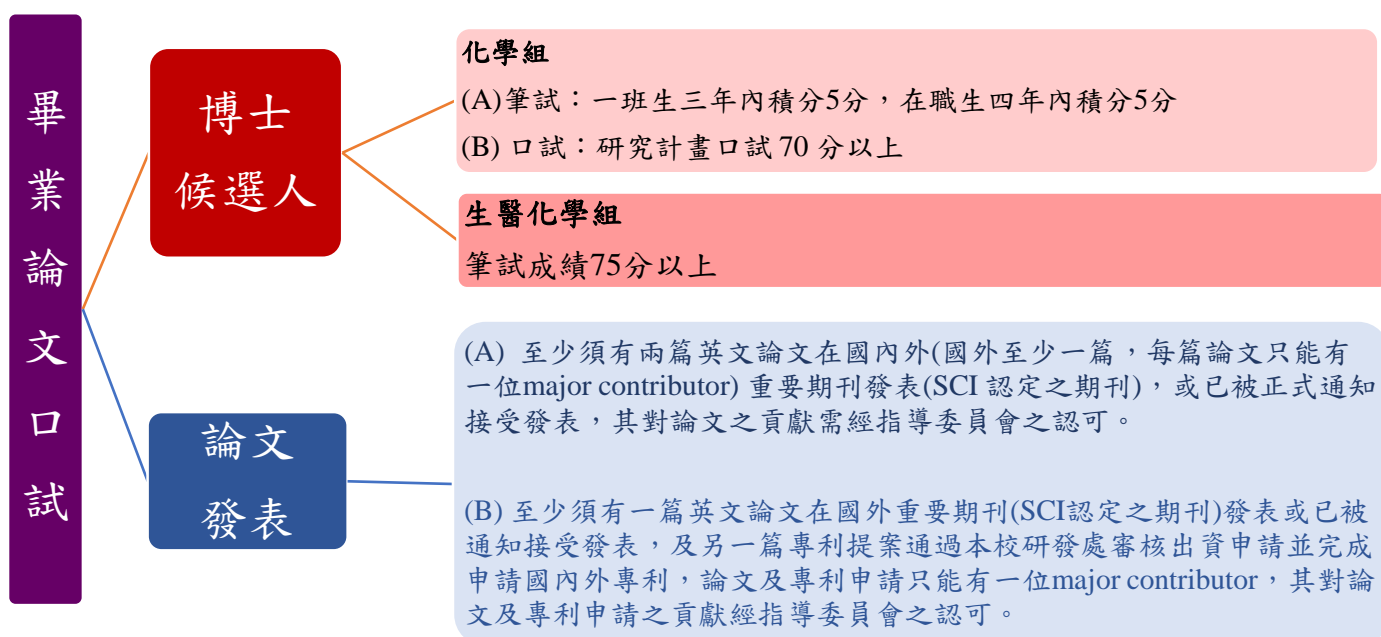 畢業論文口試
博士
候選人
化學組
(A)筆試：一班生三年內積分5分，在職生四年內積分5分
(B) 口試：研究計畫口試 70 分以上
生醫化學組
筆試成績75分以上
論文
發表
(A) 至少須有兩篇英文論文在國內外(國外至少一篇，每篇論文只能有
一位major contributor) 重要期刊發表(SCI 認定之期刊)，或已被正式通知
接受發表，其對論文之貢獻需經指導委員會之認可。
(B) 至少須有一篇英文論文在國外重要期刊(SCI認定之期刊)發表或已被
通知接受發表，及另一篇專利提案通過本校研發處審核出資申請並完成
申請國內外專利，論文及專利申請只能有一位major contributor，其對論
文及專利申請之貢獻經指導委員會之認可。